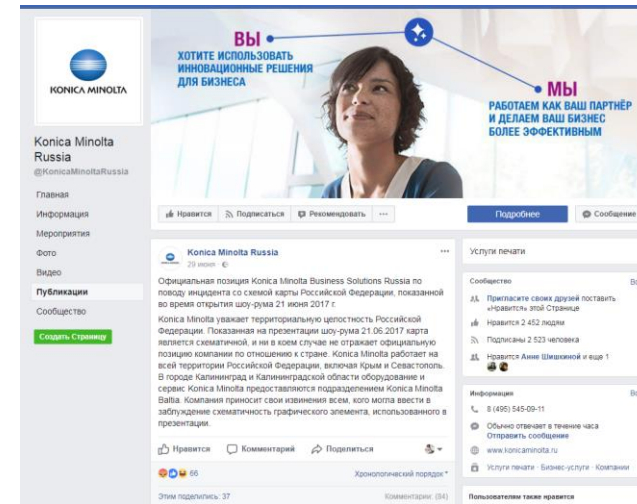 ВЫ
ХОТИТЕ ИСПОЛЬЗОВАТЬ
ИННОВАЦИОННЫЕ РЕШЕНИЯ
ДЛЯ БИЗНЕСА
МЫ
РАБОТАЕМ КАК ВАШ ПАРТНЁР
И ДЕЛАЕМ ВАШ БИЗНЕС
БОЛЕЕ ЭФФЕКТИВНЫМ
KONICA MINOLTA
Konica Minolta
Russia
@KonicaMinoltaRussia
Главная
Информация
Мероприятия
Фото
Видео
Публикации
Сообщество
Создать Страницу
Нравится Подписаться Рекомендовать ···
Подробнее
Сообщение
Konica Minolta Russia
29 июня
Официальная позиция Konica Minolta Business Solutions Russia по
поводу инцидента со схемой карты Российской Федерации, показанной
во время открытия шоу-рума 21 июня 2017 г.
Konica Minolta уважает территориальную целостность Российской
Федерации. Показанная на презентации шоу-рума 21.06.2017 карта
является схематичной, и ни в коем случае не отражает официальную
позицию компании по отношению к стране. Konica Minolta работает на
всей территории Российской Федерации, включая Крым и Севастополь.
В городе Калининград и Калининградской области оборудование и
сервис Konica Minolta предоставляются подразделением Konica Minolta
Baltia. Компания приносит свои извинения всем, кого могла ввести в
заблуждение схематичность графического элемента, использованного в
презентации.
Нравится Комментарий Поделиться
66
Хронологический порядок
Этим поделились: 37
Комментарии: (84)
Услуги печати
Сообщество
Пригласите своих друзей поставить
«Нравится» этой Странице
Нравится 2 452 людям
Подписаны 2 523 человека
Нравится Анне Шишкиной и еще 1
Информация
8 (495) 545-09-11
Обычно отвечает в течение часа
Отправить сообщение
www.konicaminolta.ru
Услуги печати · Бизнес-услуги · Компании
Пользователям также нравится